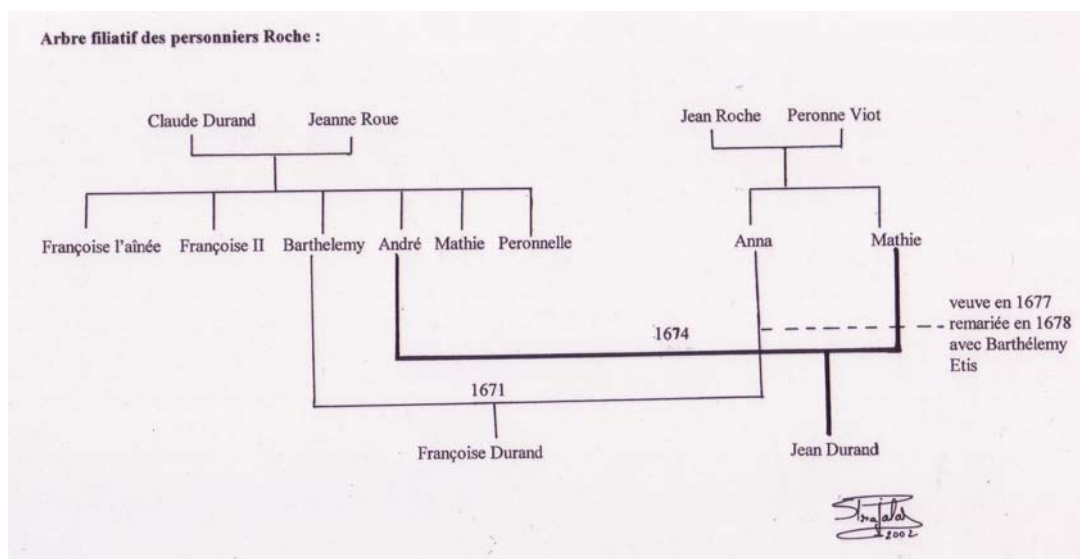 Arbre filiatif des personniers Roche :
Claude Durand Jeanne Roue Jean Roche Peronne Viot
Françoise l'aînée Françoise II Barthelemy André Mathie Peronnelle Anna Mathie
veuve en 1677
remariée en 1678
avec Barthélemy
Etis
1674
1671
Françoise Durand Jean Durand
2002